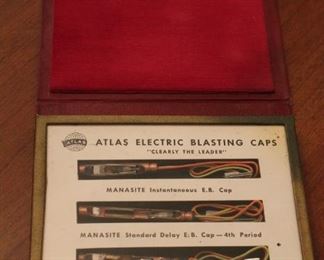 ATLAS
ATLAS ELECTRIC BLASTING CAPS
"CLEARLY THE LEADER"
MANASITE Instantaneous E.B. Cap
MANASITE Standard Delay E.B. Cap—4th Period